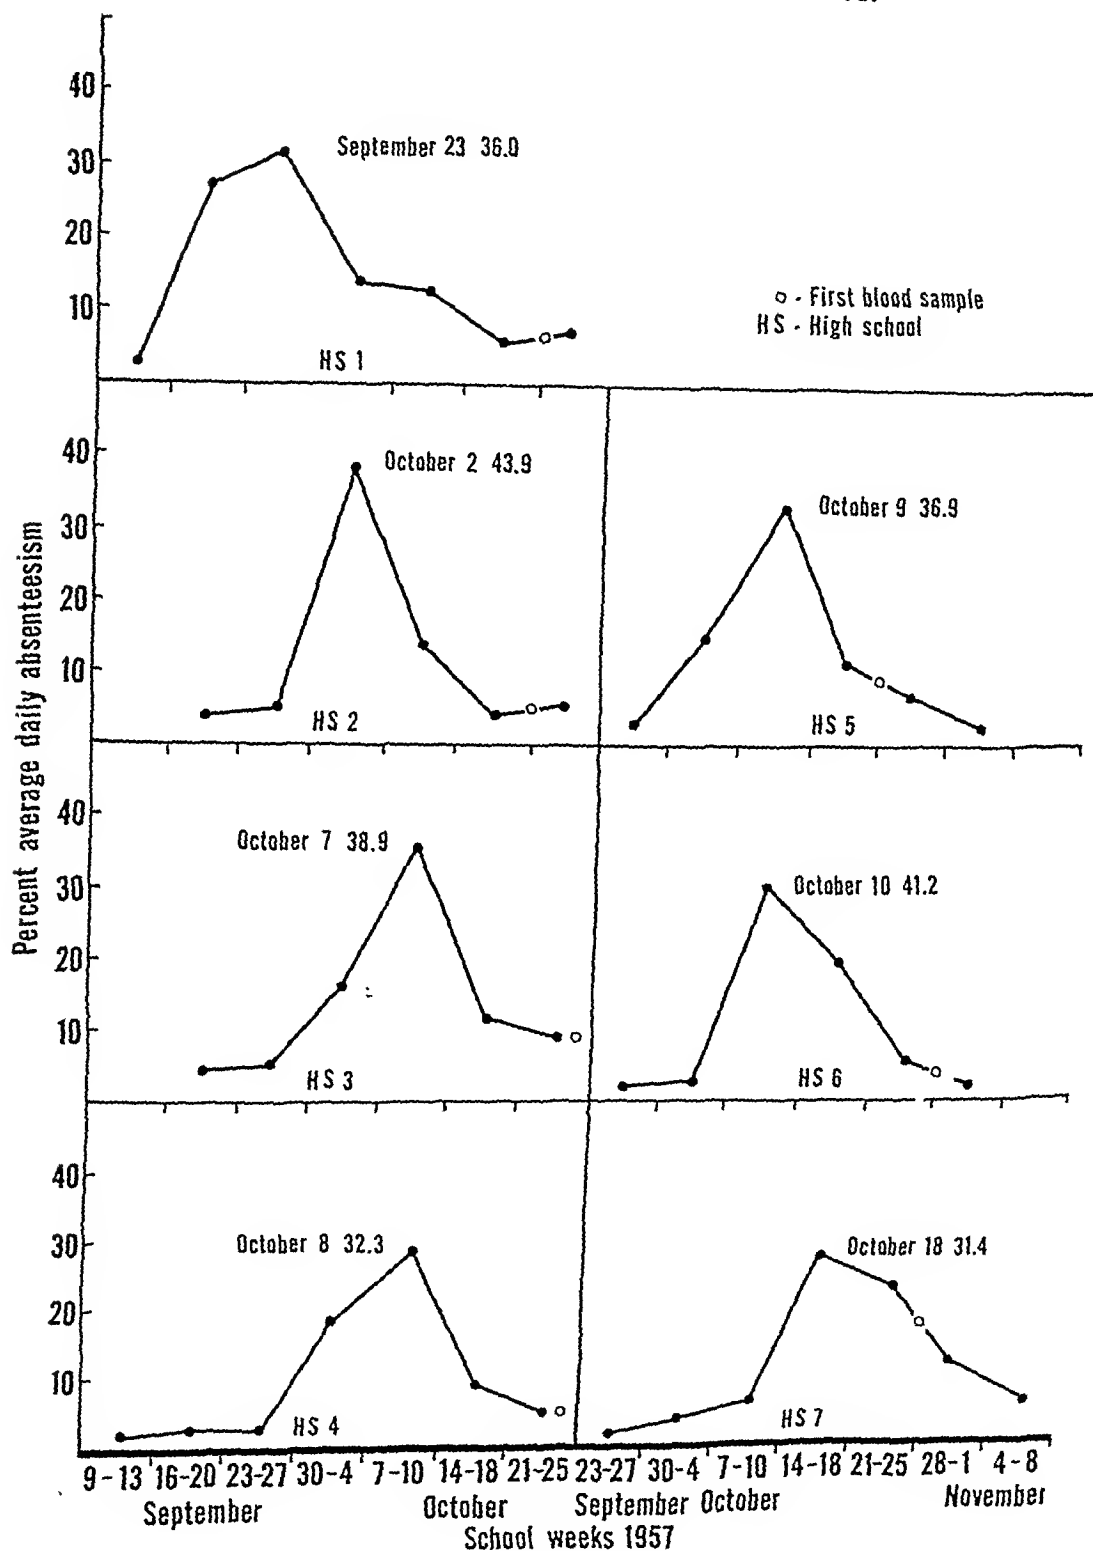 40
30
20
10
September 23 36.0
HS 1
o - First blood sample
HS - High school
Percent average daily absenteesism
40
30
20
10
October 2 43.9
HS 2
October 9 36.9
HS 5
40
30
20
10
October 7 38.9
HS 3
October 10 41.2
HS 6
40
30
20
10
October 8 32.3
HS 4
October 18 31.4
HS 7
9-13 16-20 23-27 30-4 7-10 14-18 21-25 23-27 30-4 7-10 14-18 21-25 28-1 4-8
September October September October November
School weeks 1957